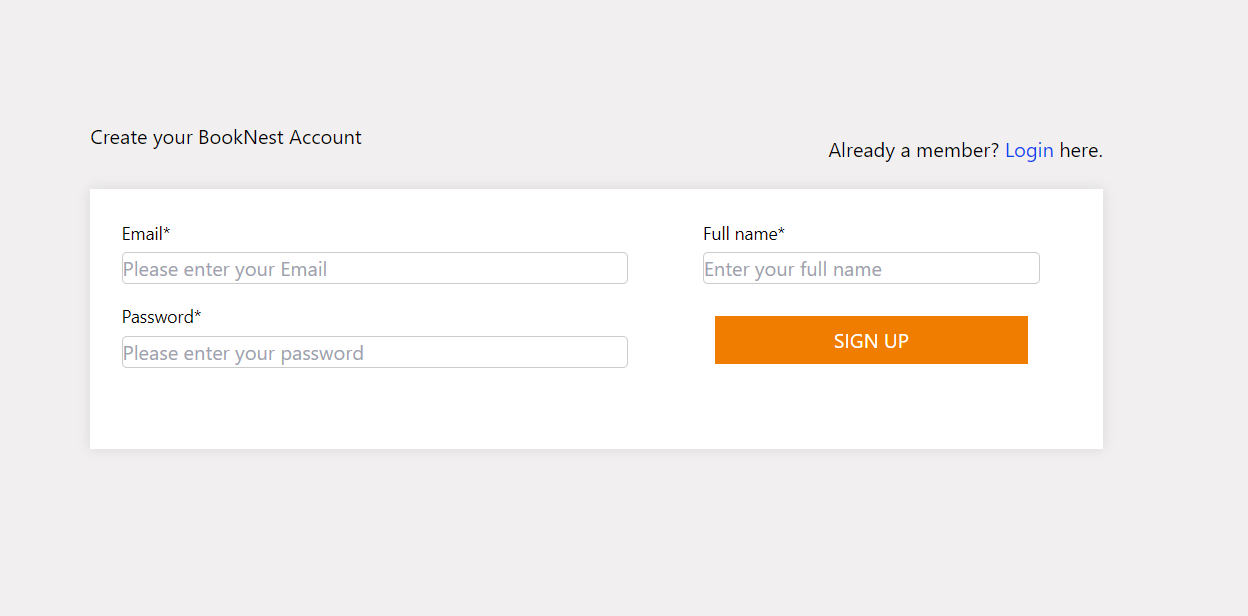 Create your BookNest Account
Already a member? Login here.
Email*
Please enter your Email
Password*
Please enter your password
Full name*
Enter your full name
SIGN UP